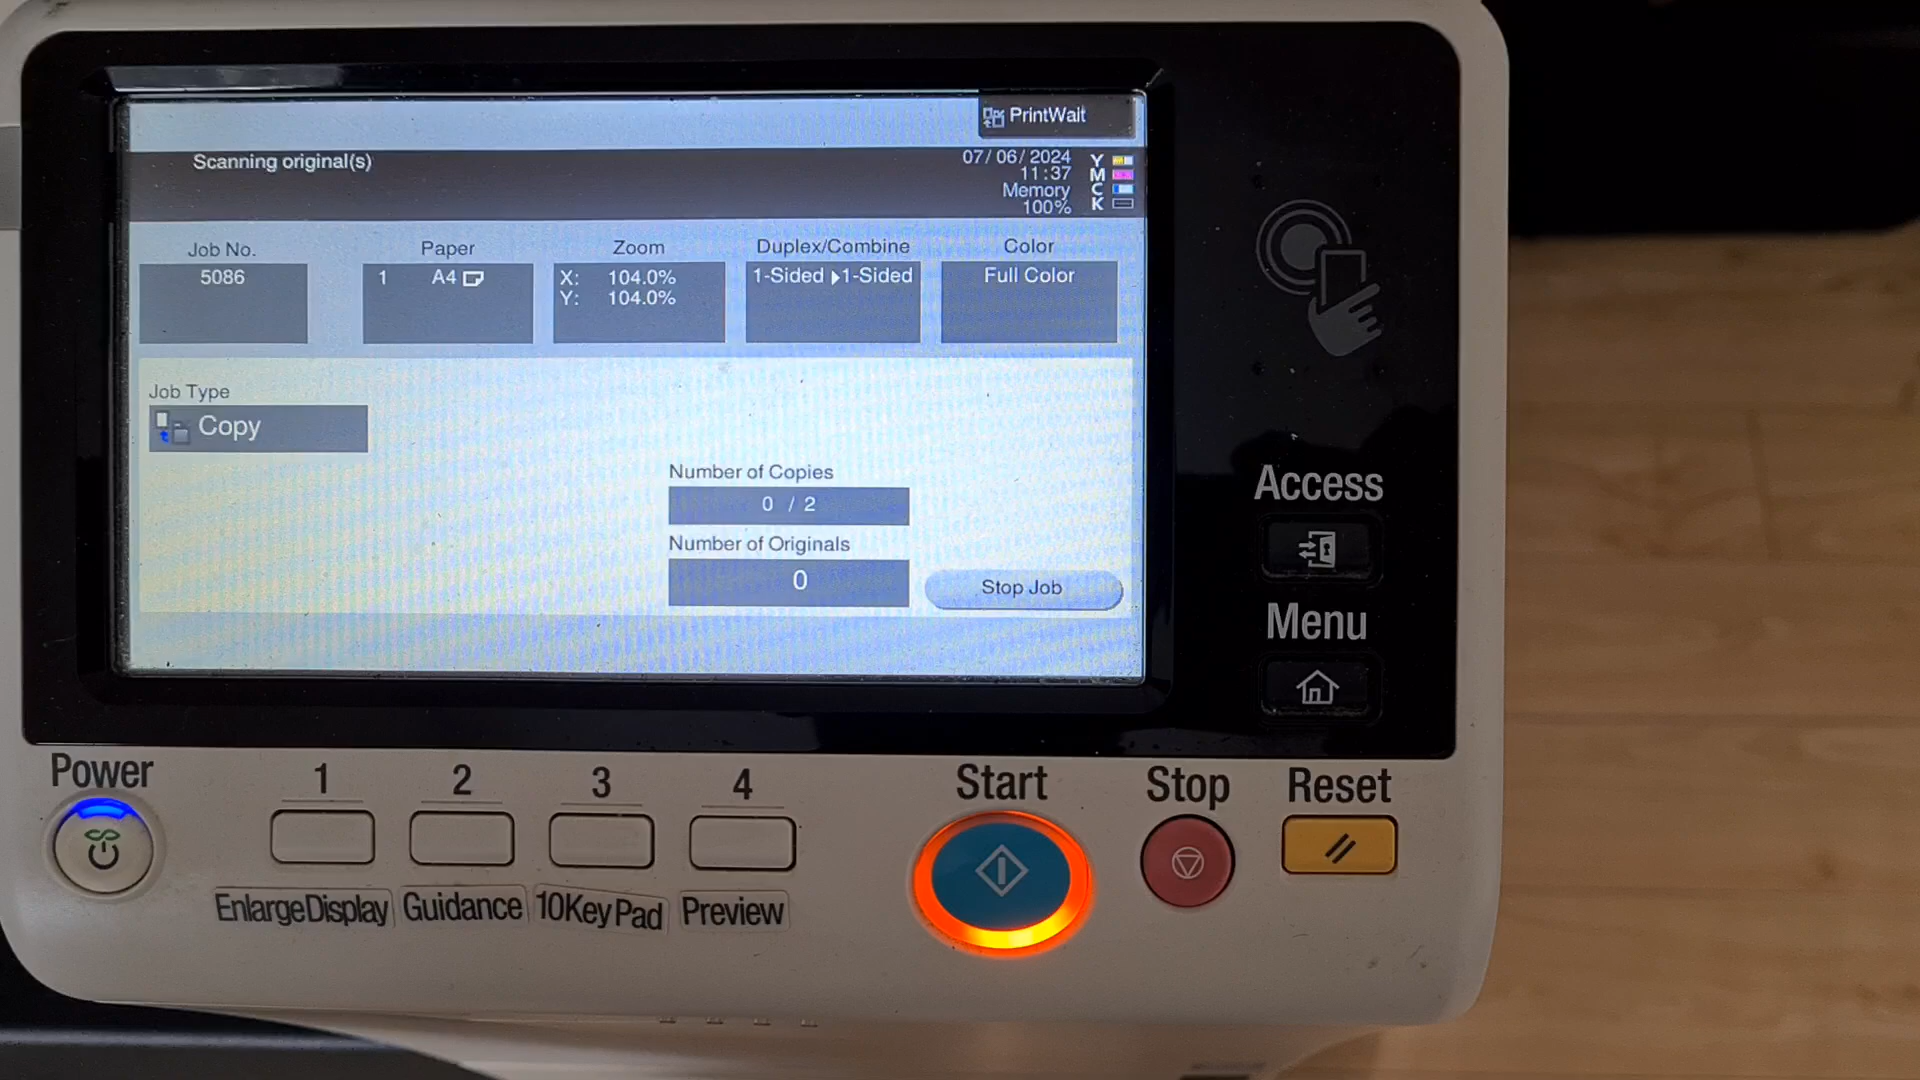 PrintWait
Scanning original(s)
07/06/2024
11:37
Memory
100%
Y
M
C
K
Job No.
5086
Paper
1 A4
Zoom
X: 104.0%
Y: 104.0%
Duplex/Combine
1-Sided ▶1-Sided
Color
Full Color
Job Type
Copy
Number of Copies
0 / 2
Number of Originals
0
Stop Job
Access
Menu
Power
1
2
3
4
Start
Stop
Reset
EnlargeDisplay
Guidance
10KeyPad
Preview